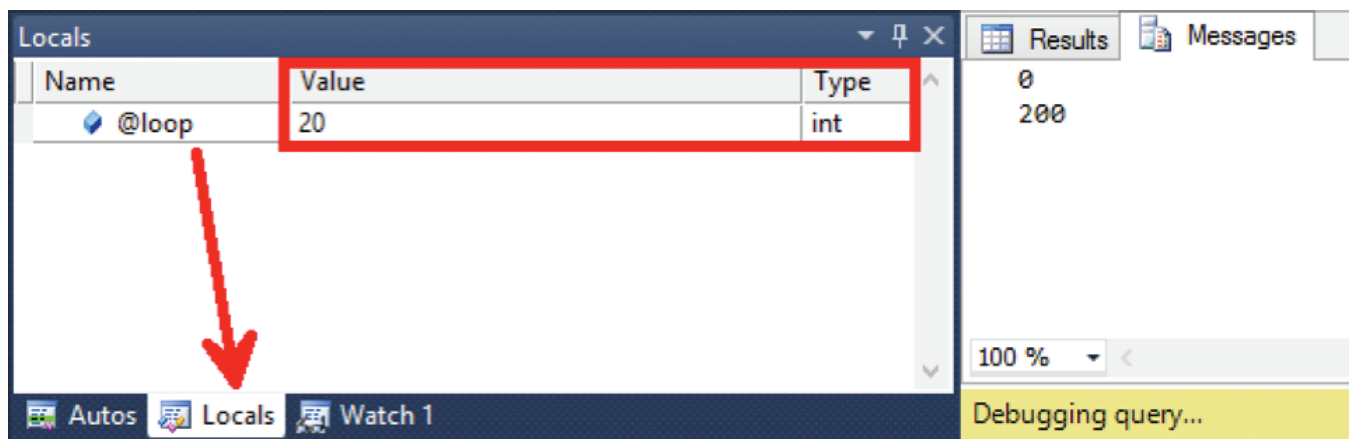 Locals
Name Value Type
@loop 20 int
Autos Locals Watch 1
Results Messages
0
200
100 %
Debugging query...